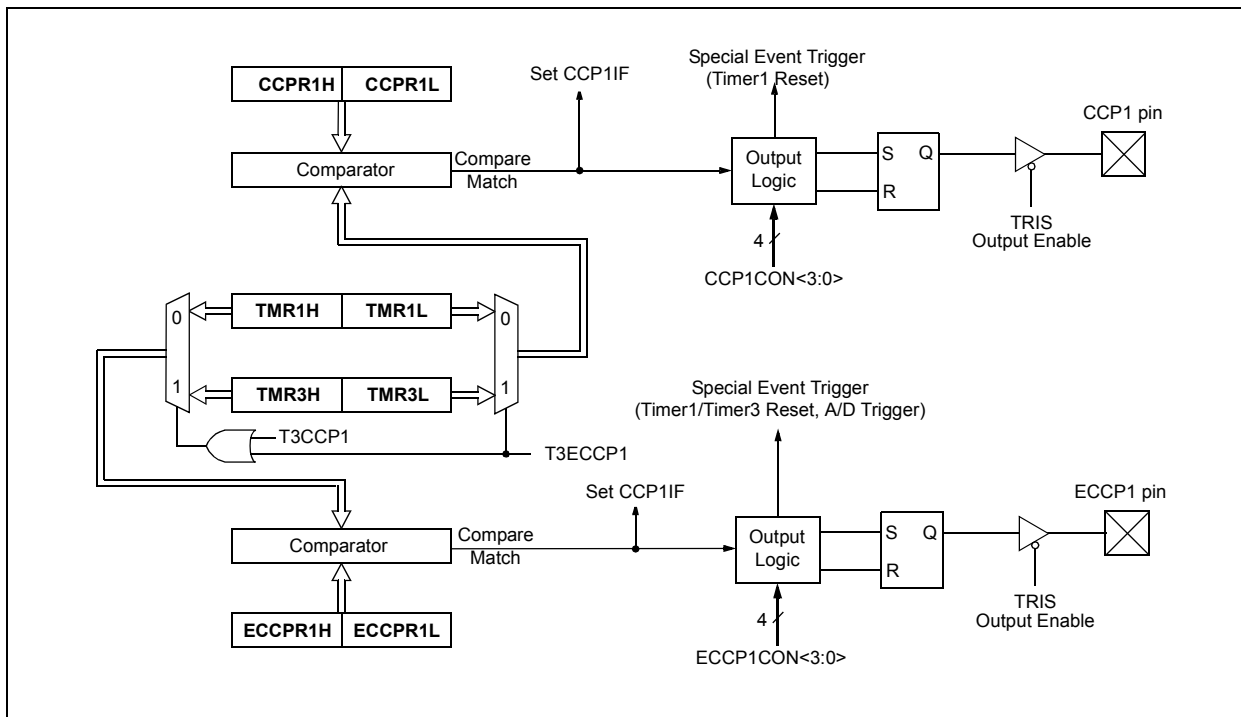 CCPR1H CCPR1L
Set CCP1IF
Special Event Trigger
(Timer1 Reset)
CCP1 pin
Comparator
Compare
Match
Output
Logic
S Q
R
TRIS
Output Enable
4
CCP1CON<3:0>
0
TMR1H TMR1L
0
1
TMR3H TMR3L
1
T3CCP1
T3ECCP1
Special Event Trigger
(Timer1/Timer3 Reset, A/D Trigger)
Set CCP1IF
ECCP1 pin
Comparator
Compare
Match
Output
Logic
S Q
R
TRIS
Output Enable
4
ECCPR1H ECCPR1L
ECCP1CON<3:0>